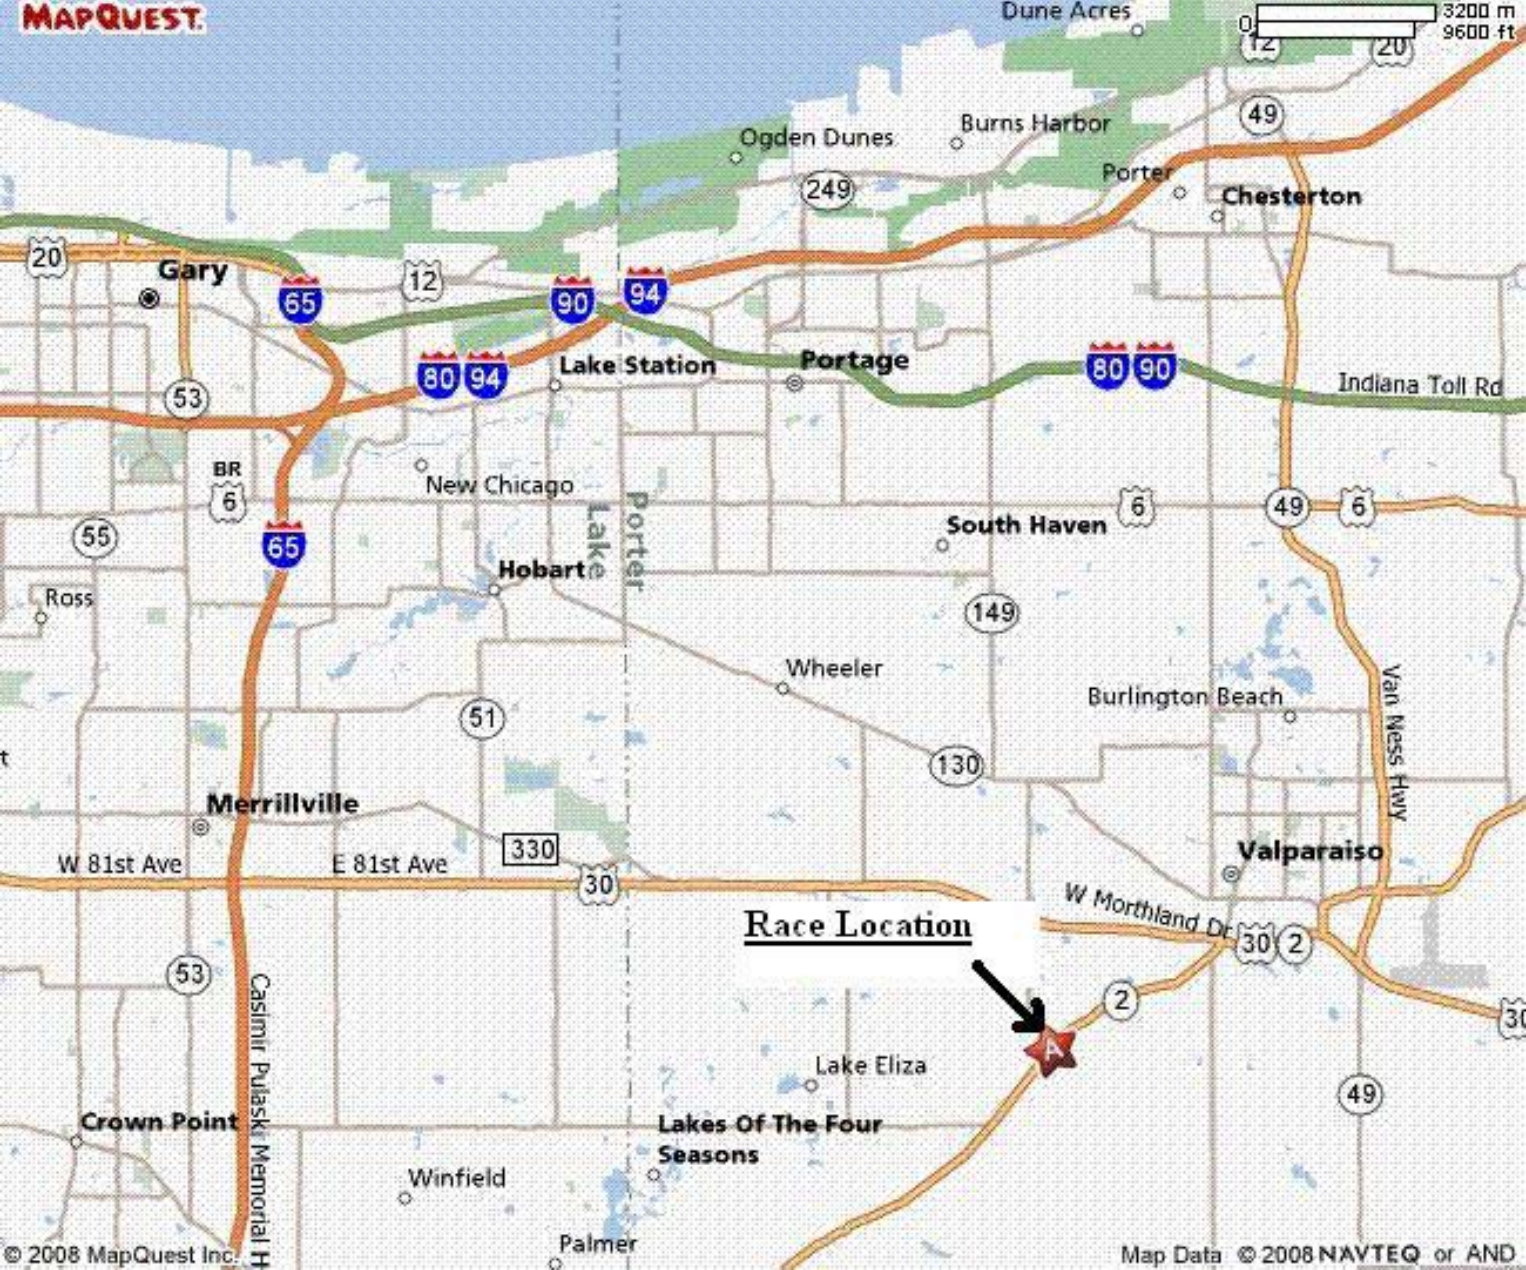 MAPQUEST.
Dune Acres
0
3200 m
9600 ft
12
20
49
Ogden Dunes
Burns Harbor
249
Porter
Chesterton
20
Gary
65
12
90
94
80
94
Lake Station
Portage
80
90
Indiana Toll Rd
53
BR
6
New Chicago
Porter
Lake
6
49
6
55
65
South Haven
Hobart
Ross
149
Wheeler
Burlington Beach
Van Ness Hwy
51
t
130
Merrillville
330
Valparaiso
W 81st Ave
E 81st Ave
30
W Morthland Dr
30
2
Race Location
53
2
30
Casimir Pulaski Memorial H
A
Lake Eliza
49
Crown Point
Lakes Of The Four
Seasons
Winfield
Palmer
© 2008 MapQuest Inc.
Map Data © 2008 NAVTEQ or AND